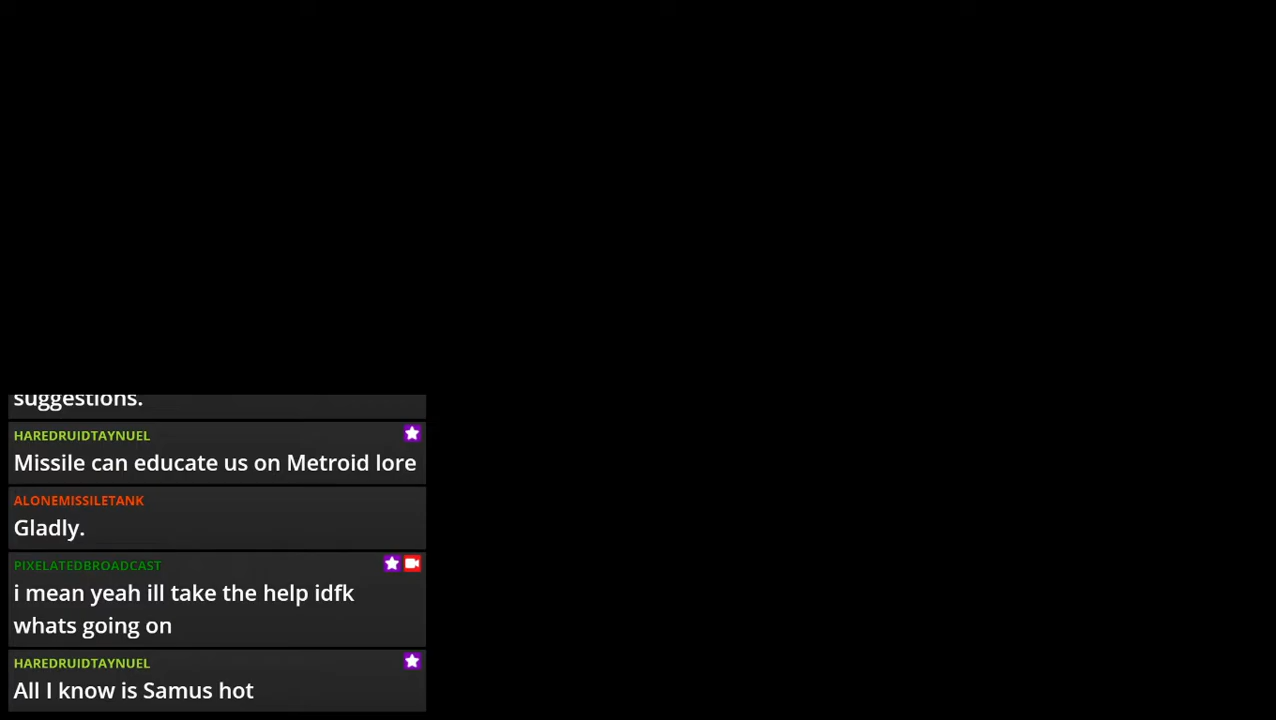 suggestions.
HAREDRUIDTAYNUEL
Missile can educate us on Metroid lore
ALONEMISSILETANK
Gladly.
PIXELATEDBROADCAST
i mean yeah ill take the help idfk
whats going on
HAREDRUIDTAYNUEL
All I know is Samus hot